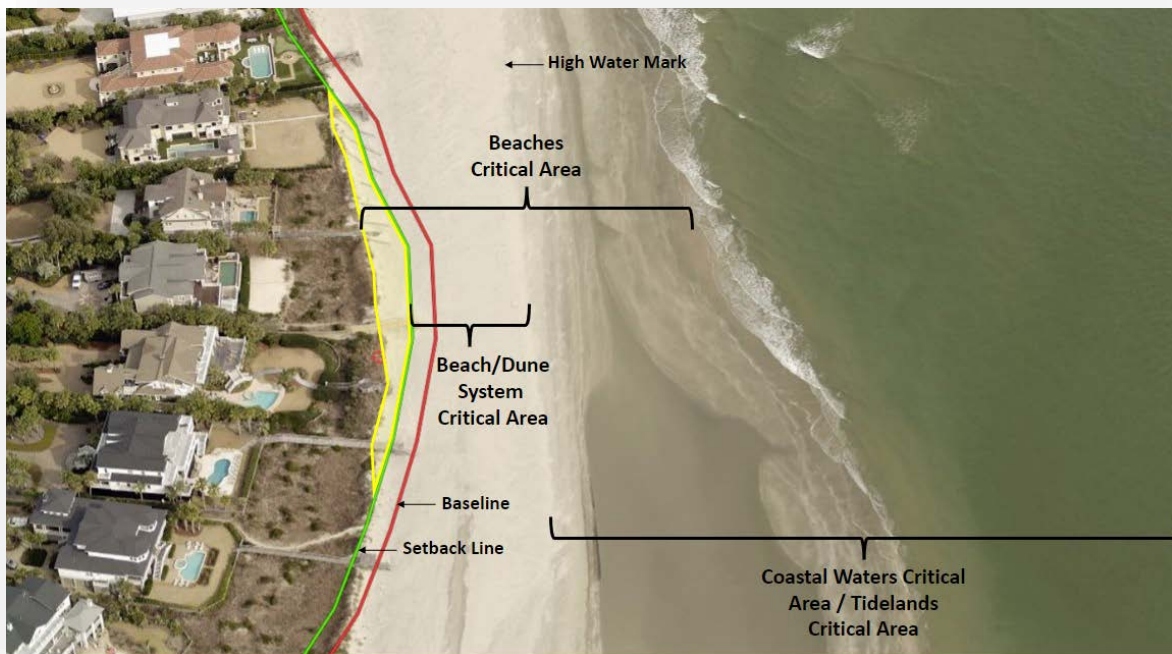 High Water Mark
Beaches
Critical Area
Beach/Dune
System
Critical Area
Baseline
Setback Line
Coastal Waters Critical
Area / Tidelands
Critical Area